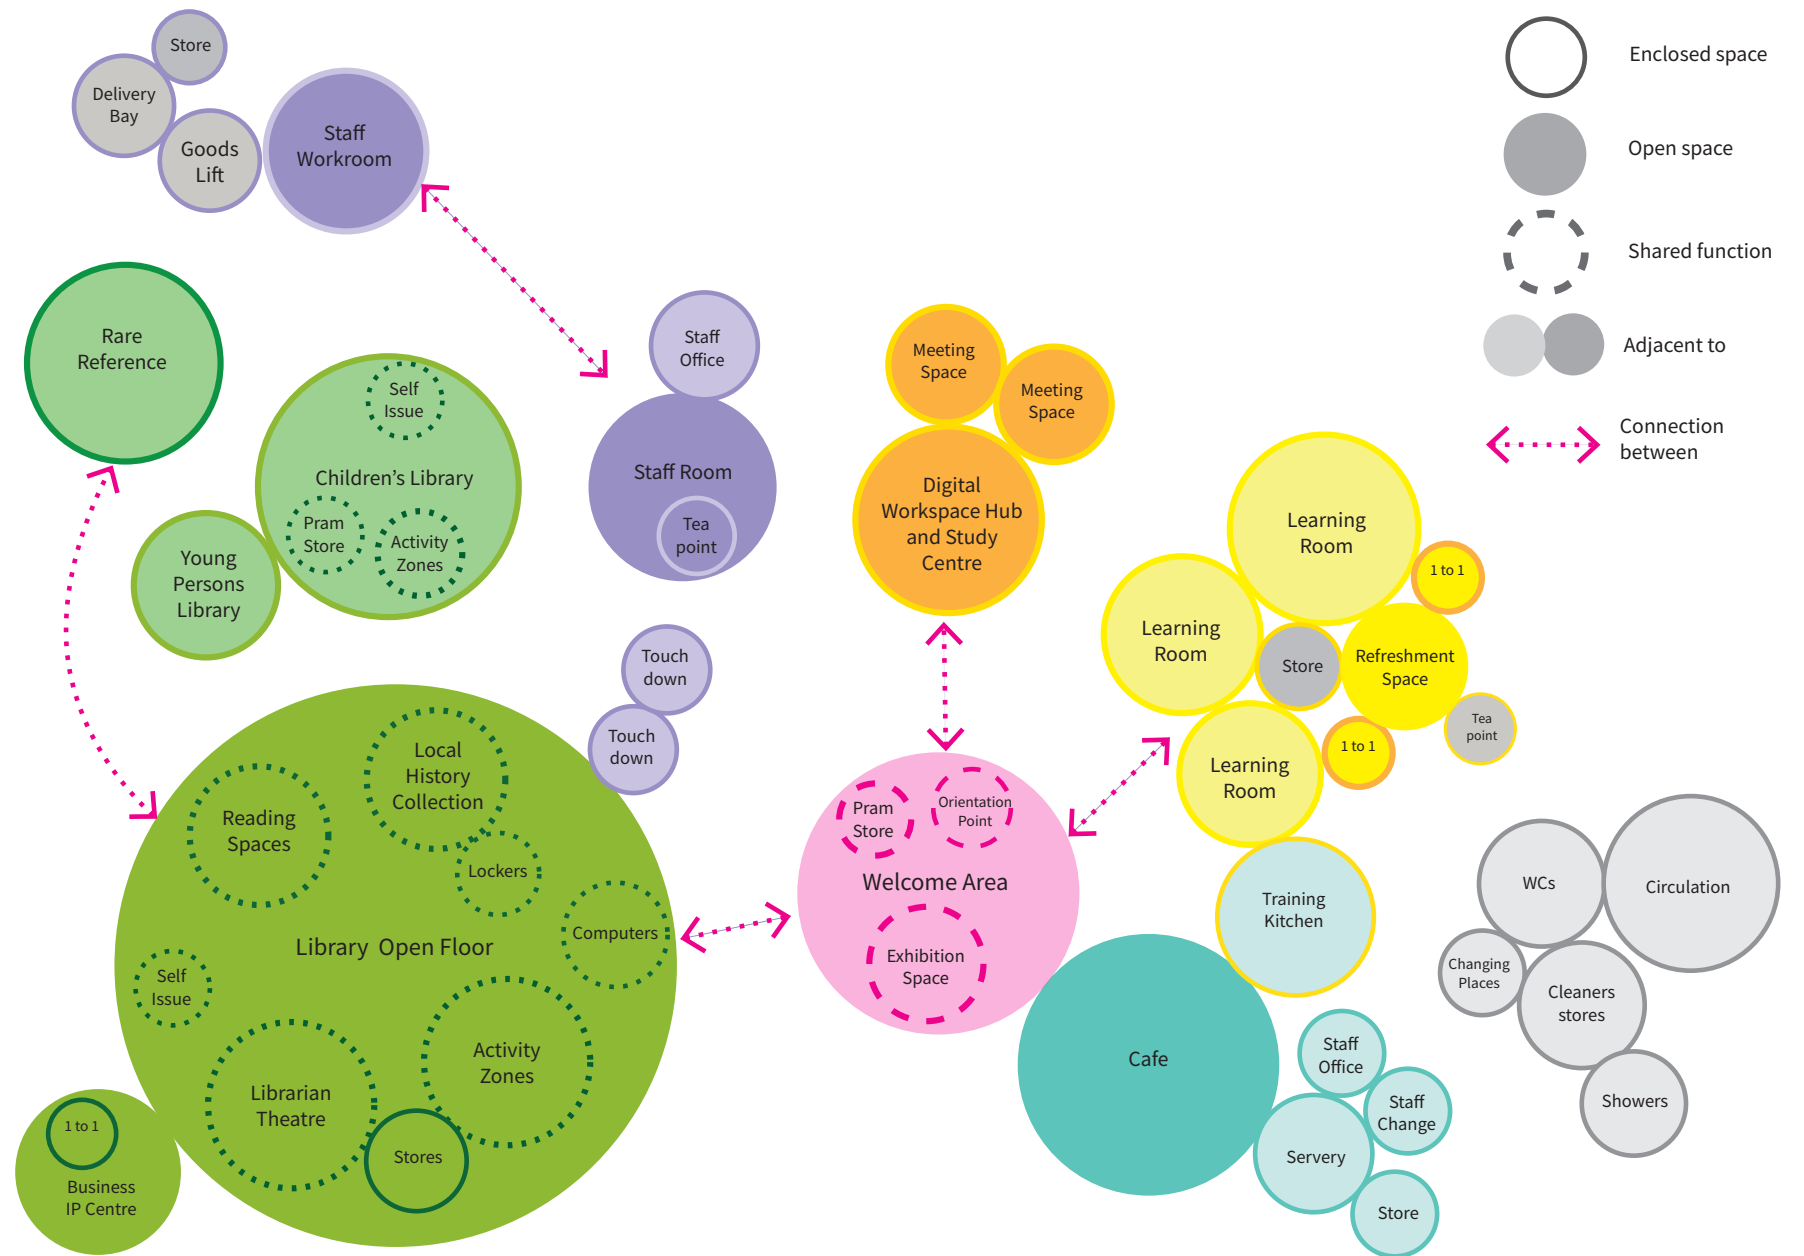 Store
Delivery
Bay
Goods
Lift
Staff
Workroom
Rare
Reference
Self
Issue
Children’s Library
Pram
Store
Activity
Zones
Young
Persons
Library
Staff
Office
Staff Room
Tea
point
Touch
down
Touch
down
Local
History
Collection
Reading
Spaces
Lockers
Computers
Library Open Floor
Self
Issue
Activity
Zones
Librarian
Theatre
Stores
1 to 1
Business
IP Centre
Meeting
Space
Meeting
Space
Digital
Workspace Hub
and Study
Centre
Pram
Store
Orientation
Point
Welcome Area
Exhibition
Space
Learning
Room
1 to 1
Learning
Room
Store
Refreshment
Space
Tea
point
1 to 1
Learning
Room
Training
Kitchen
Cafe
Staff
Office
Staff
Change
Servery
Store
WCs
Circulation
Changing
Places
Cleaners
stores
Showers
Enclosed space
Open space
Shared function
Adjacent to
Connection
between